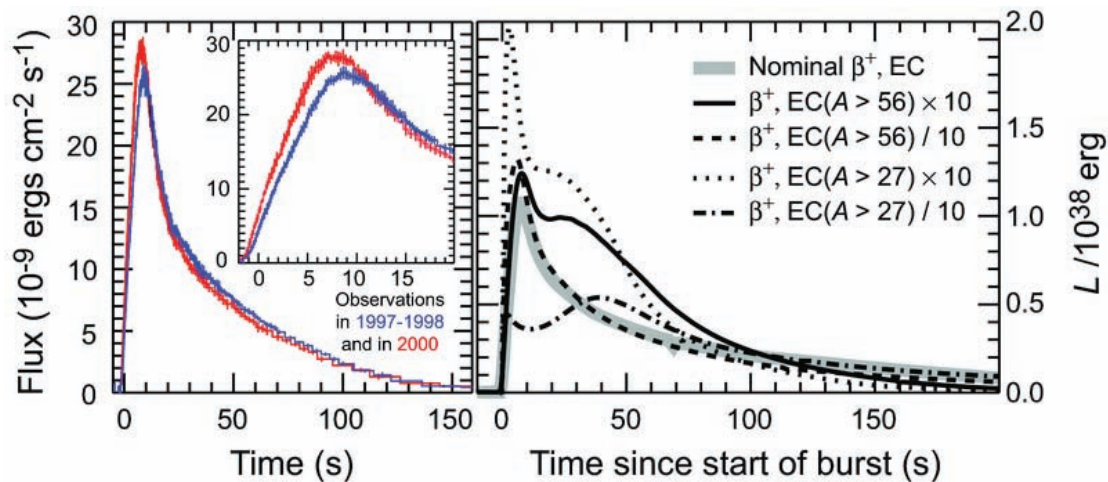 Flux (10⁻⁹ ergs cm⁻² s⁻¹)
30
25
20
15
10
5
0
0 50 100 150
Time (s)
30
20
10
0
0 5 10 15
Observations
in 1997-1998
and in 2000
Nominal β⁺, EC
β⁺, EC(A > 56) × 10
β⁺, EC(A > 56) / 10
β⁺, EC(A > 27) × 10
β⁺, EC(A > 27) / 10
0 50 100 150
Time since start of burst (s)
2.0
1.5
1.0
0.5
0.0
L /10³⁸ erg